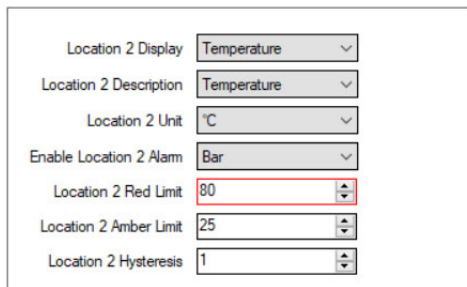 Location 2 Display Temperature
Location 2 Description Temperature
Location 2 Unit °C
Enable Location 2 Alarm Bar
Location 2 Red Limit 80
Location 2 Amber Limit 25
Location 2 Hysteresis 1